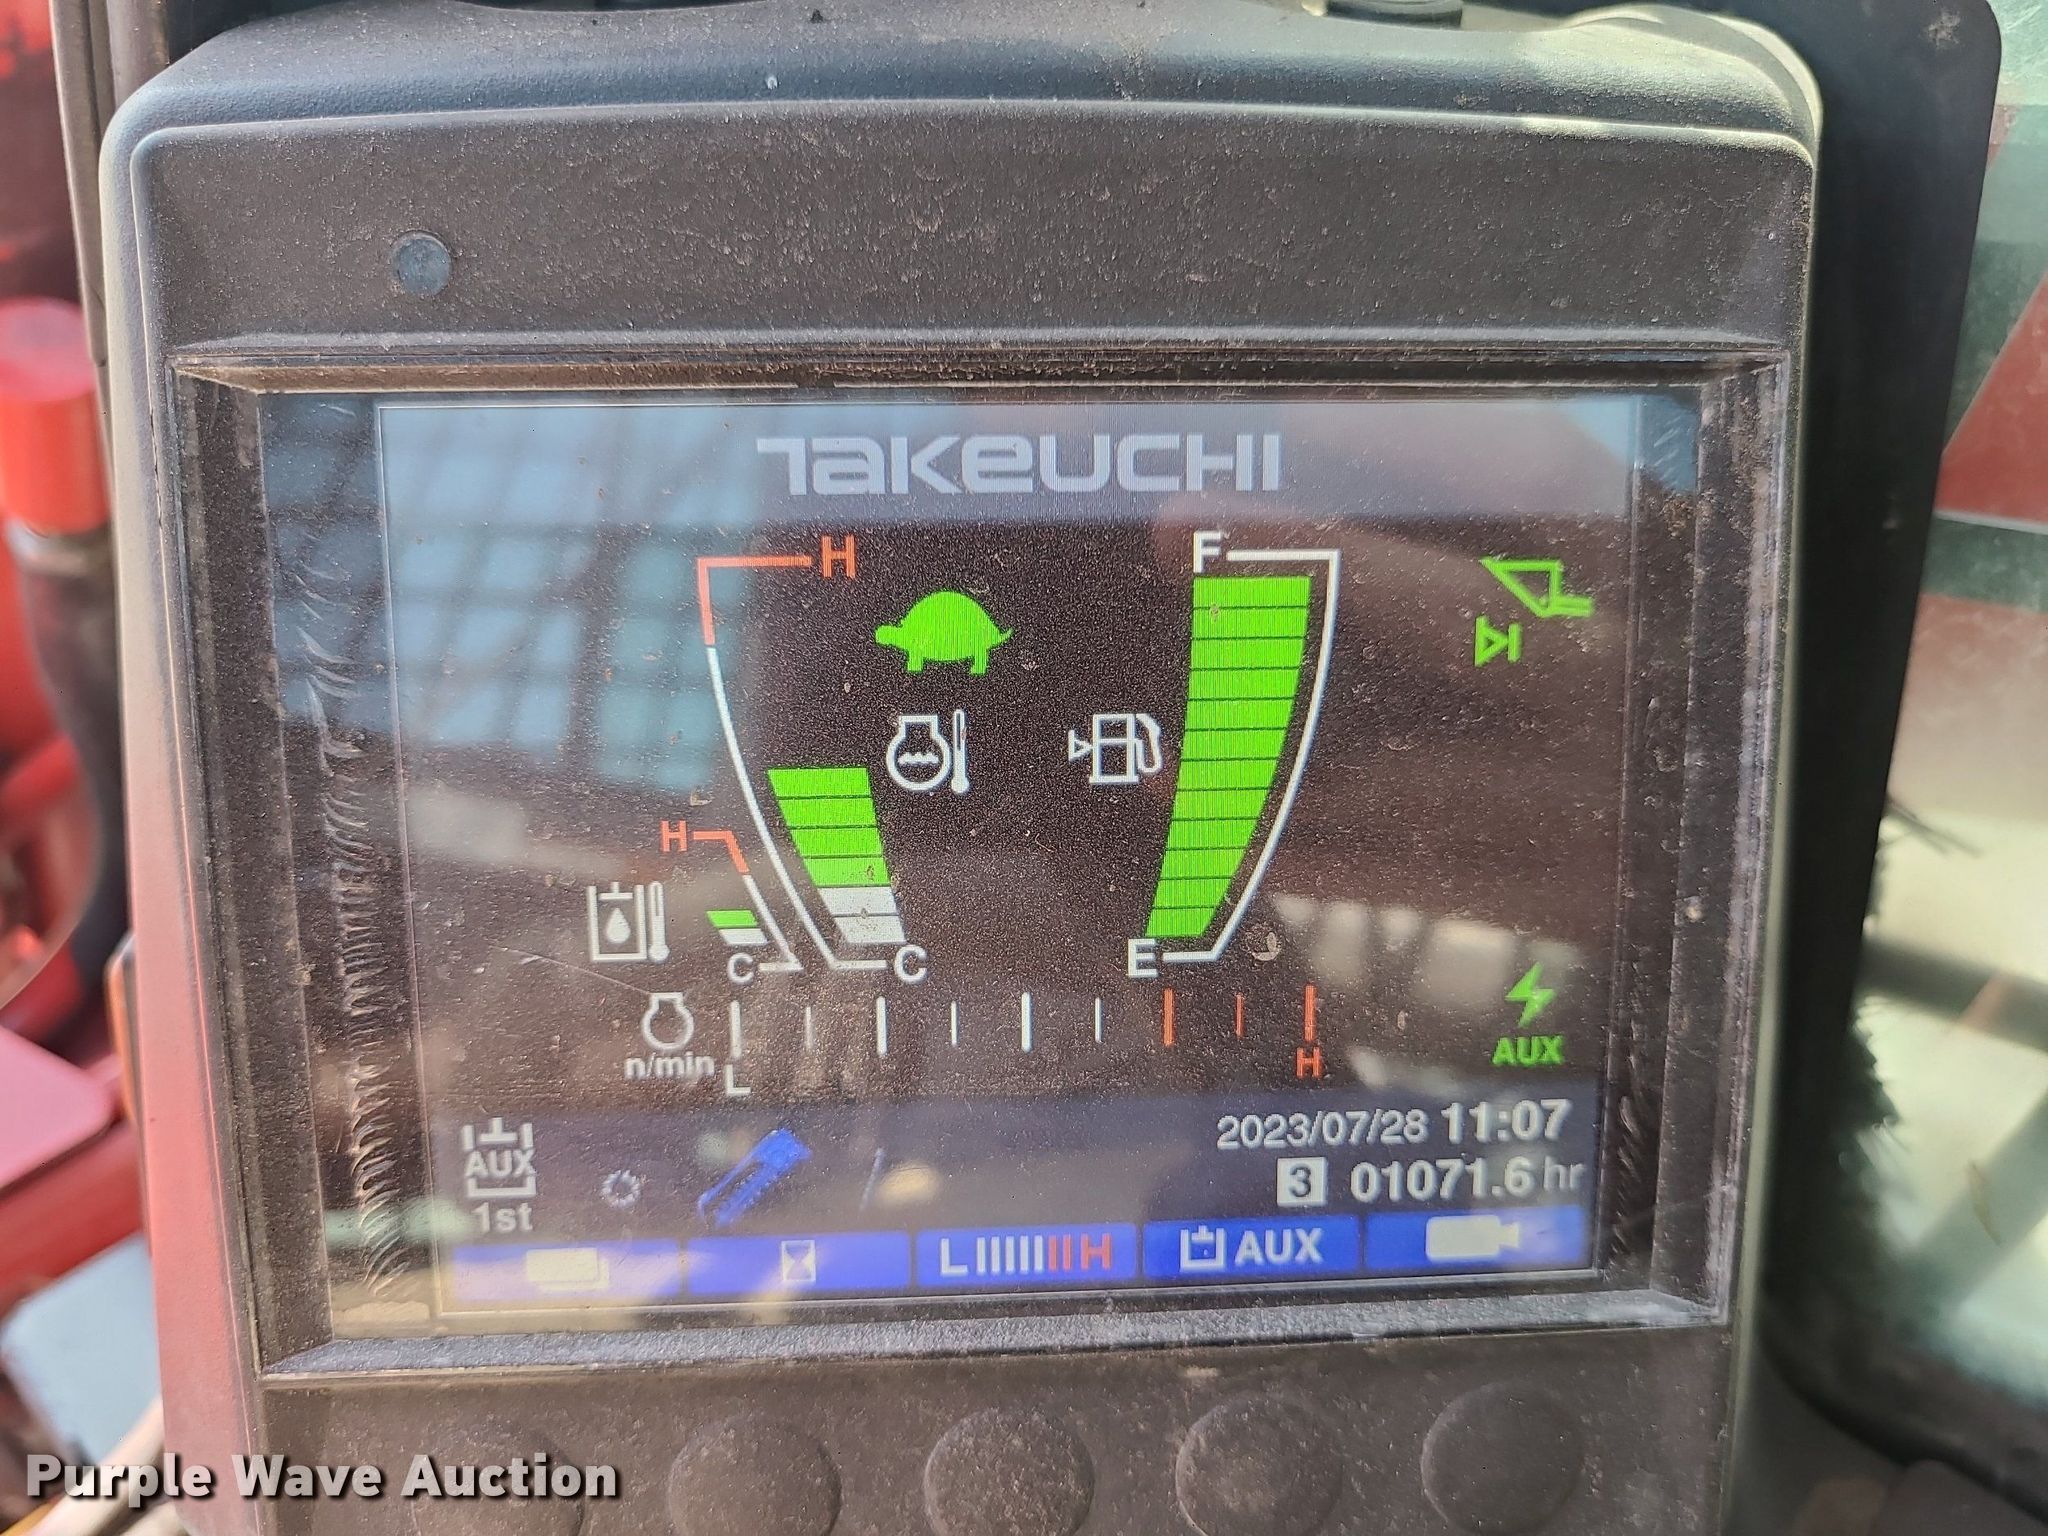 TAKEUCHI
H
F
H
C
C
E
n/min
L
H
AUX
AUX
1st
2023/07/28 11:07
3 01071.6 hr
L H
AUX
Purple Wave Auction